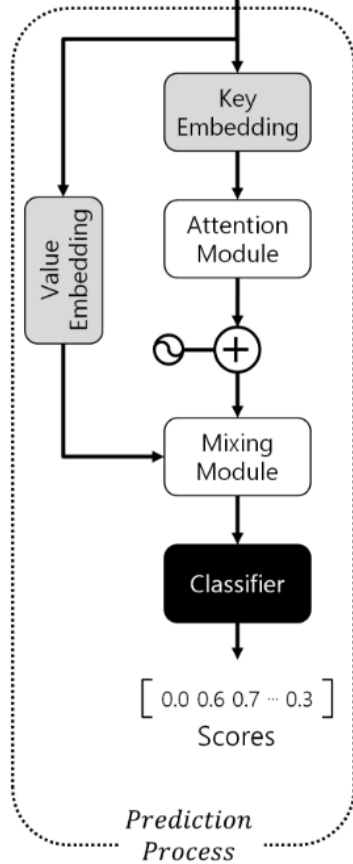 Key
Embedding
Value
Embedding
Attention
Module
+
Mixing
Module
Classifier
[ 0.0 0.6 0.7 ··· 0.3 ]
Scores
Prediction
Process